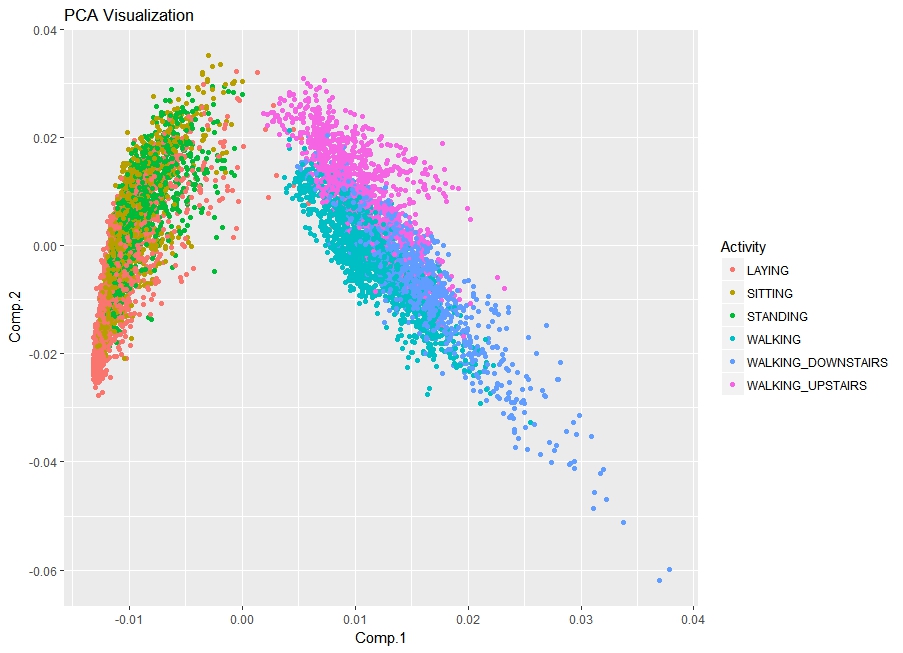 PCA Visualization
0.04
0.02
0.00
-0.02
-0.04
-0.06
Comp.2
-0.01
0.00
0.01
0.02
0.03
0.04
Comp.1
Activity
LAYING
SITTING
STANDING
WALKING
WALKING_DOWNSTAIRS
WALKING_UPSTAIRS